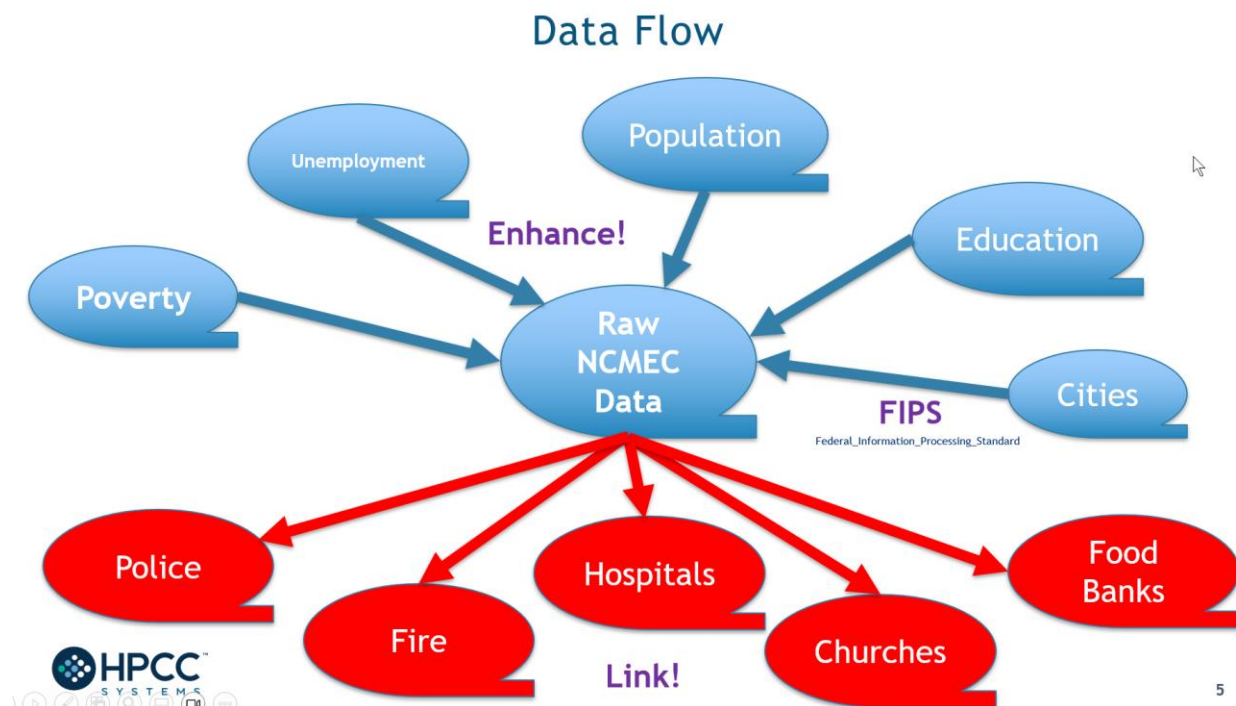 Data Flow
Population
Unemployment
Enhance!
Education
Poverty
Raw
NCMEC
Data
Cities
FIPS
Federal_Information_Processing_Standard
Police
Fire
Hospitals
Churches
Food
Banks
Link!
HPCC™
SYSTEMS
5